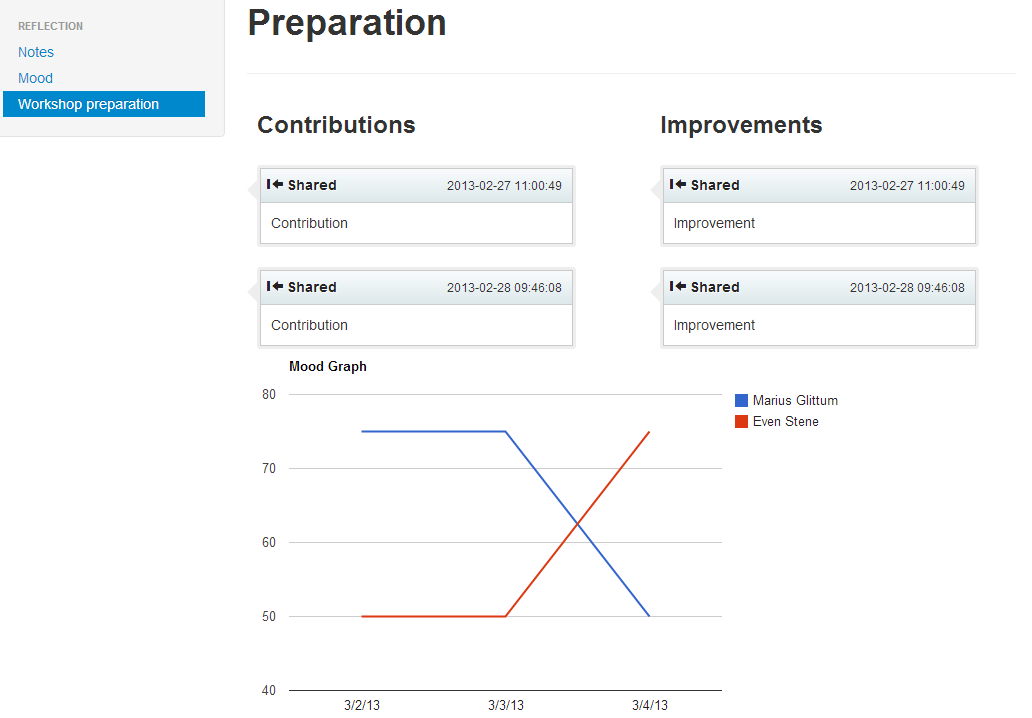 REFLECTION
Notes
Mood
Workshop preparation
Preparation
Contributions
Shared 2013-02-27 11:00:49
Contribution
Shared 2013-02-28 09:46:08
Contribution
Improvements
Shared 2013-02-27 11:00:49
Improvement
Shared 2013-02-28 09:46:08
Improvement
Mood Graph
80
70
60
50
40
3/2/13 3/3/13 3/4/13
Marius Glittum
Even Stene